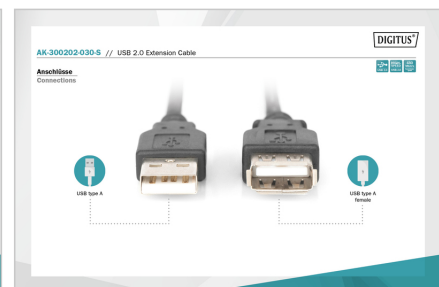 DIGITUS®
AK-300202-030-S // USB 2.0 Extension Cable
Anschlüsse
Connections
USB type A
USB type A
female